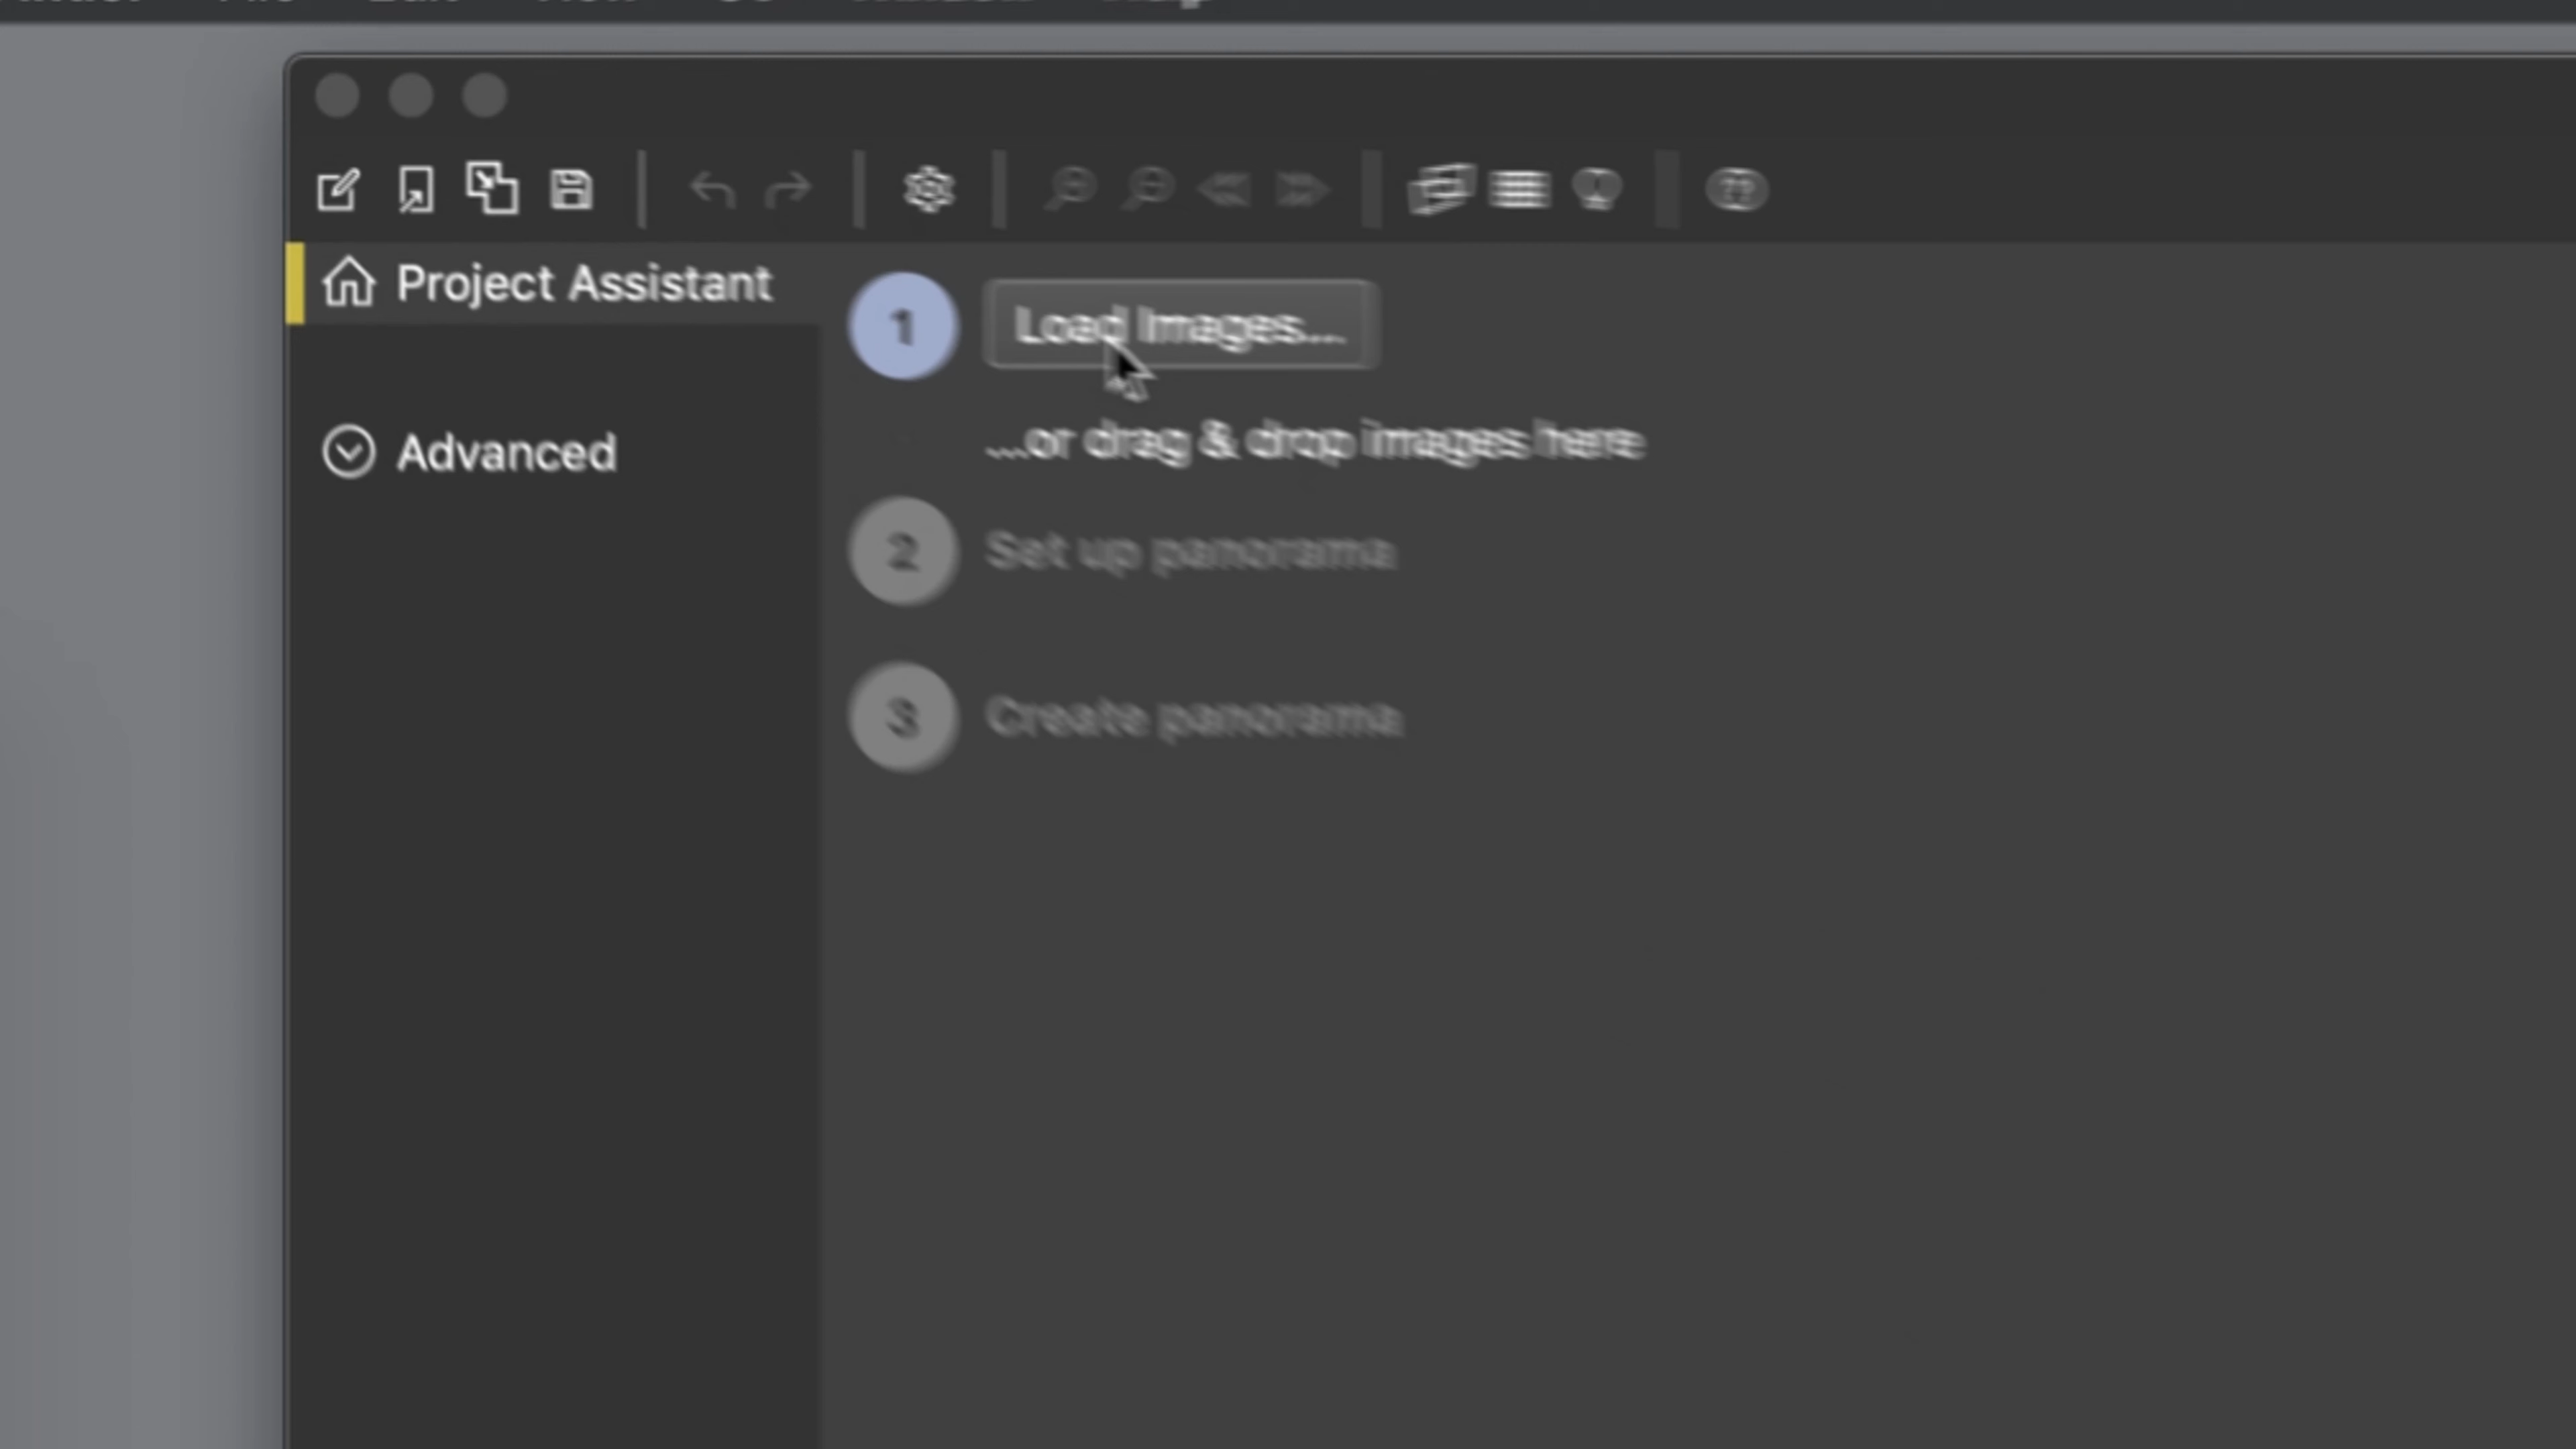 Project Assistant
Advanced
1
Load Images...
...or drag & drop images here
2
Set up panorama
3
Create panorama